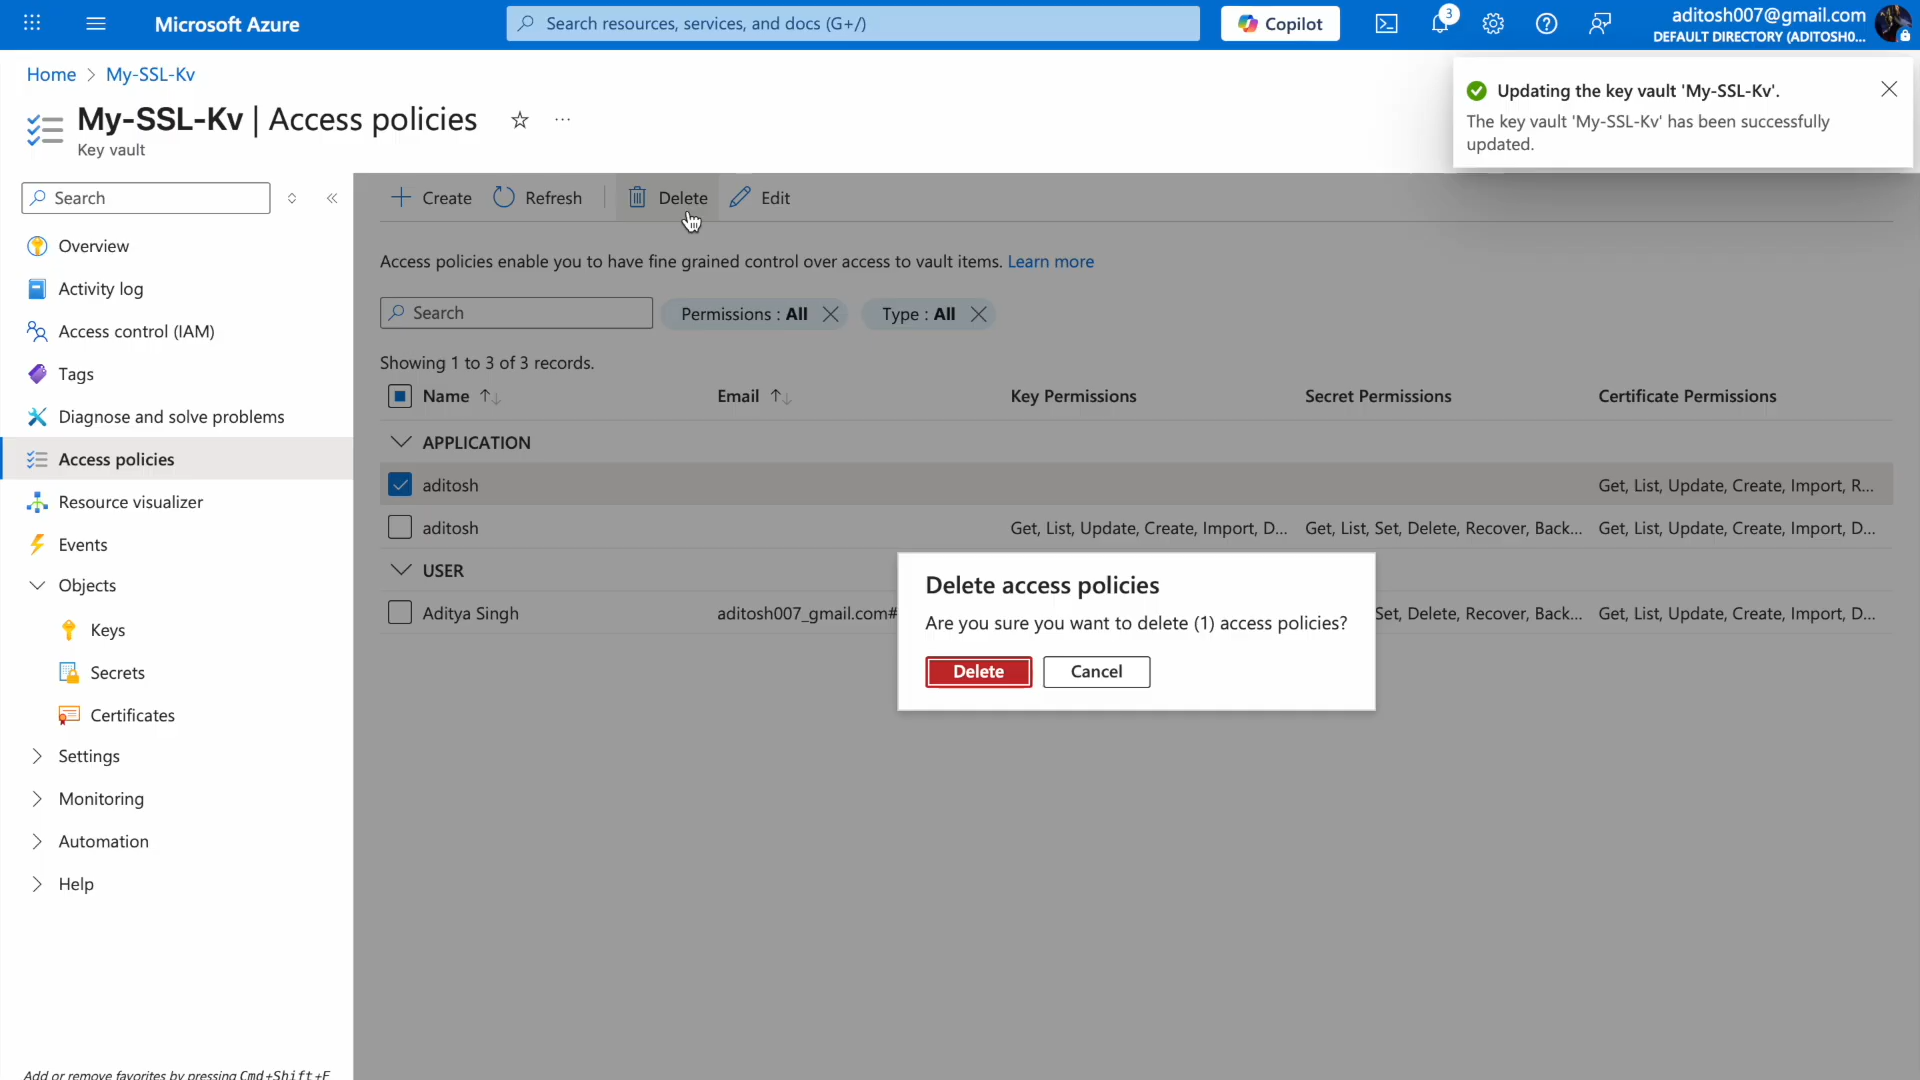 Microsoft Azure
Search resources, services, and docs (G+/)
Copilot
3
aditosh007@gmail.com
DEFAULT DIRECTORY (ADITOSH0...
Home > My-SSL-Kv
My-SSL-Kv | Access policies
Key vault
Updating the key vault 'My-SSL-Kv'.
The key vault 'My-SSL-Kv' has been successfully
updated.
Search
Overview
Activity log
Access control (IAM)
Tags
Diagnose and solve problems
Access policies
Resource visualizer
Events
Objects
Keys
Secrets
Certificates
Settings
Monitoring
Automation
Help
Add or remove favorites by pressing Cmd+Shift+F
Create Refresh Delete Edit
Access policies enable you to have fine grained control over access to vault items. Learn more
Search
Permissions : All
Type : All
Showing 1 to 3 of 3 records.
Name Email Key Permissions Secret Permissions Certificate Permissions
APPLICATION
aditosh Get, List, Update, Create, Import, R...
aditosh Get, List, Update, Create, Import, D... Get, List, Set, Delete, Recover, Back... Get, List, Update, Create, Import, D...
USER
Aditya Singh aditosh007_gmail.com# Set, Delete, Recover, Back... Get, List, Update, Create, Import, D...
Delete access policies
Are you sure you want to delete (1) access policies?
Delete Cancel